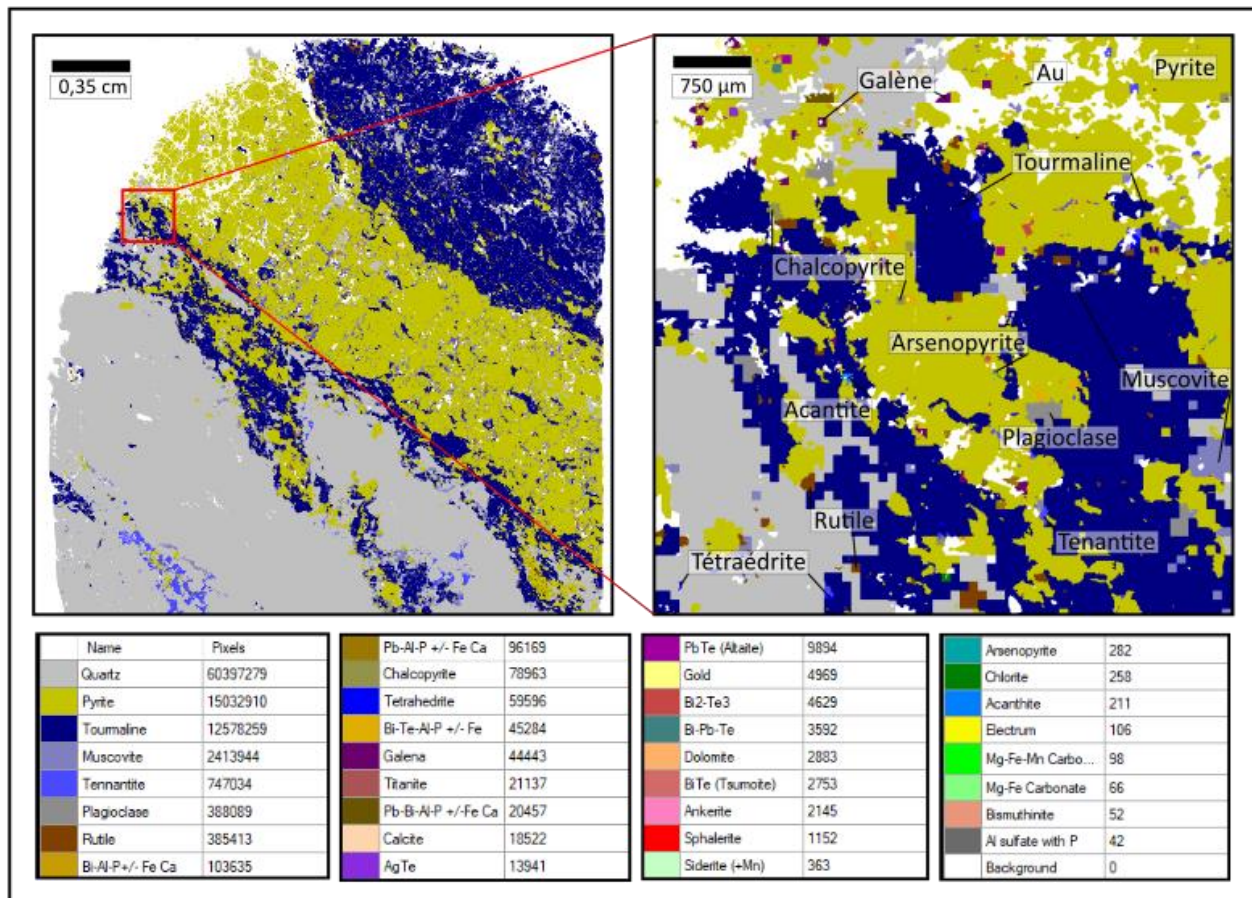 0,35 cm
750 µm
Galène
Au
Pyrite
Tourmaline
Chalcopyrite
Arsenopyrite
Muscovite
Acantite
Plagioclase
Rutile
Tenantite
Tétraédrite
Name Pixels
Quartz 60397279
Pyrite 15032910
Tourmaline 12578259
Muscovite 2413944
Tennantite 747034
Plagioclase 388089
Rutile 385413
Bi-Al-P+/- Fe Ca 103635
Pb-Al-P +/- Fe Ca 96169
Chalcopyrite 78963
Tetrahedrite 59596
Bi-Te-Al-P +/- Fe 45284
Galena 44443
Titanite 21137
Pb-Bi-Al-P +/-Fe Ca 20457
Calcite 18522
AgTe 13941
PbTe (Altaite) 9894
Gold 4969
Bi2-Te3 4629
Bi-Pb-Te 3592
Dolomite 2883
BiTe (Tsumoite) 2753
Ankerite 2145
Sphalerite 1152
Siderite (+Mn) 363
Arsenopyrite 282
Chlorite 258
Acanthite 211
Electrum 106
Mg-Fe-Mn Carbo... 98
Mg-Fe Carbonate 66
Bismuthinite 52
Al sulfate with P 42
Background 0